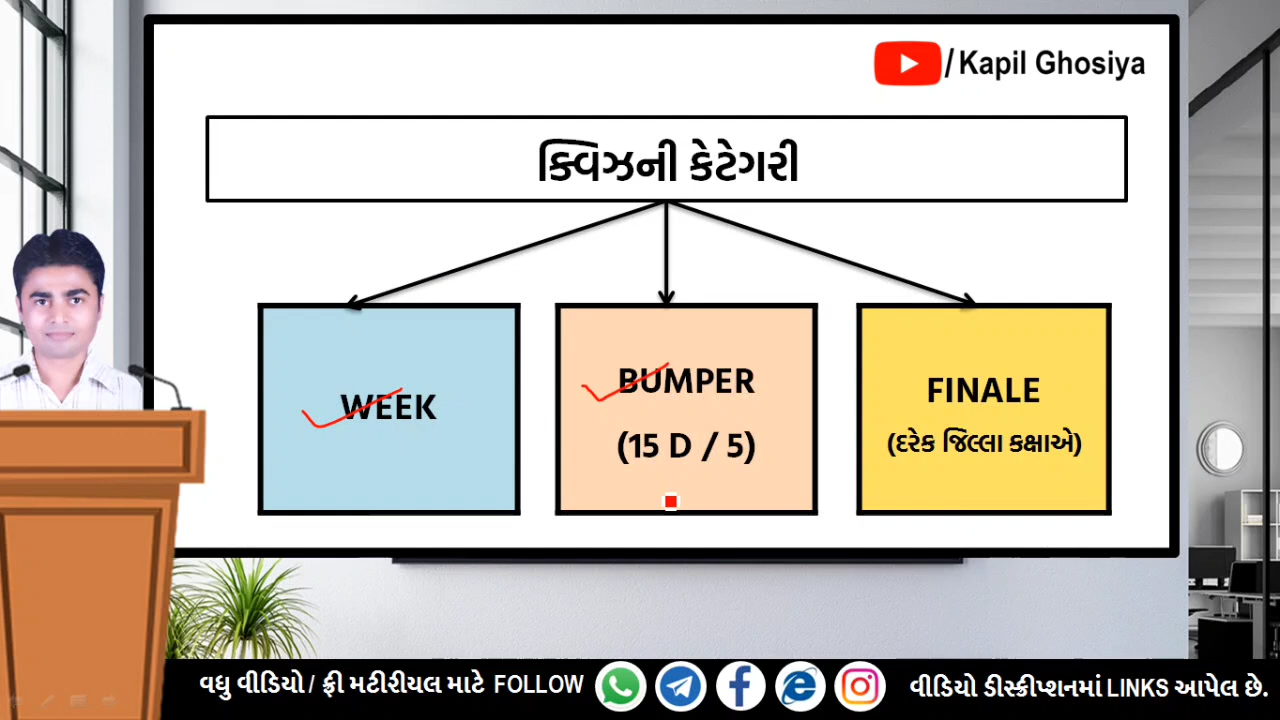 /Kapil Ghosiya
ક્વિઝની કેટેગરી
WEEK
BUMPER
(15 D / 5)
FINALE
(દરેક જિલ્લા કક્ષાએ)
વધુ વીડિયો / ફ્રી મટીરીયલ માટે FOLLOW
વીડિયો ડીસ્ક્રીપ્શનમાં LINKS આપેલ છે.